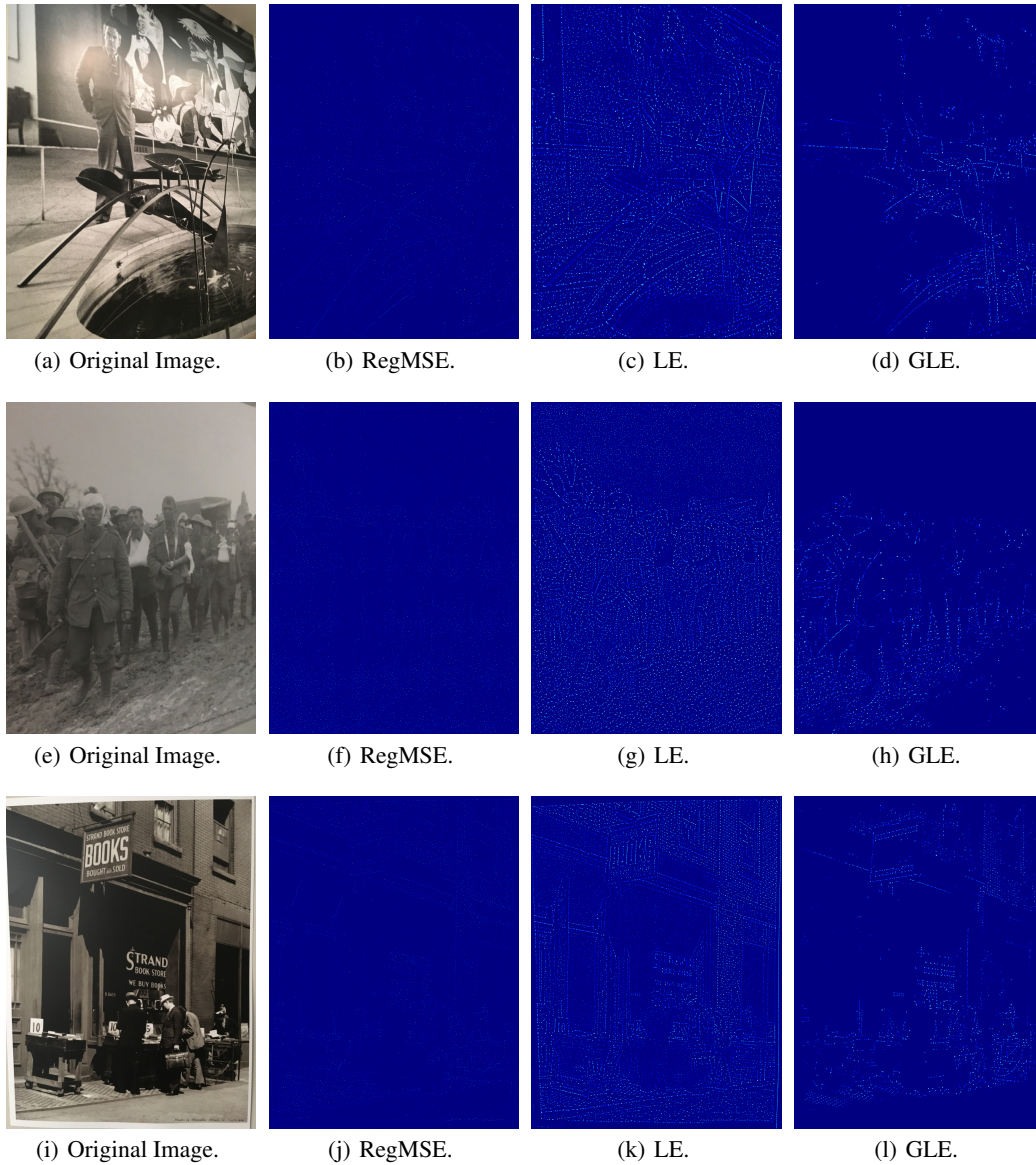 (a) Original Image.
(b) RegMSE.
(c) LE.
(d) GLE.
(e) Original Image.
(f) RegMSE.
(g) LE.
(h) GLE.
STRAND BOOK STORE
BOOKS
BOUGHT AND SOLD
STRAND
BOOK STORE
WE BUY BOOKS
10
(i) Original Image.
(j) RegMSE.
(k) LE.
(l) GLE.